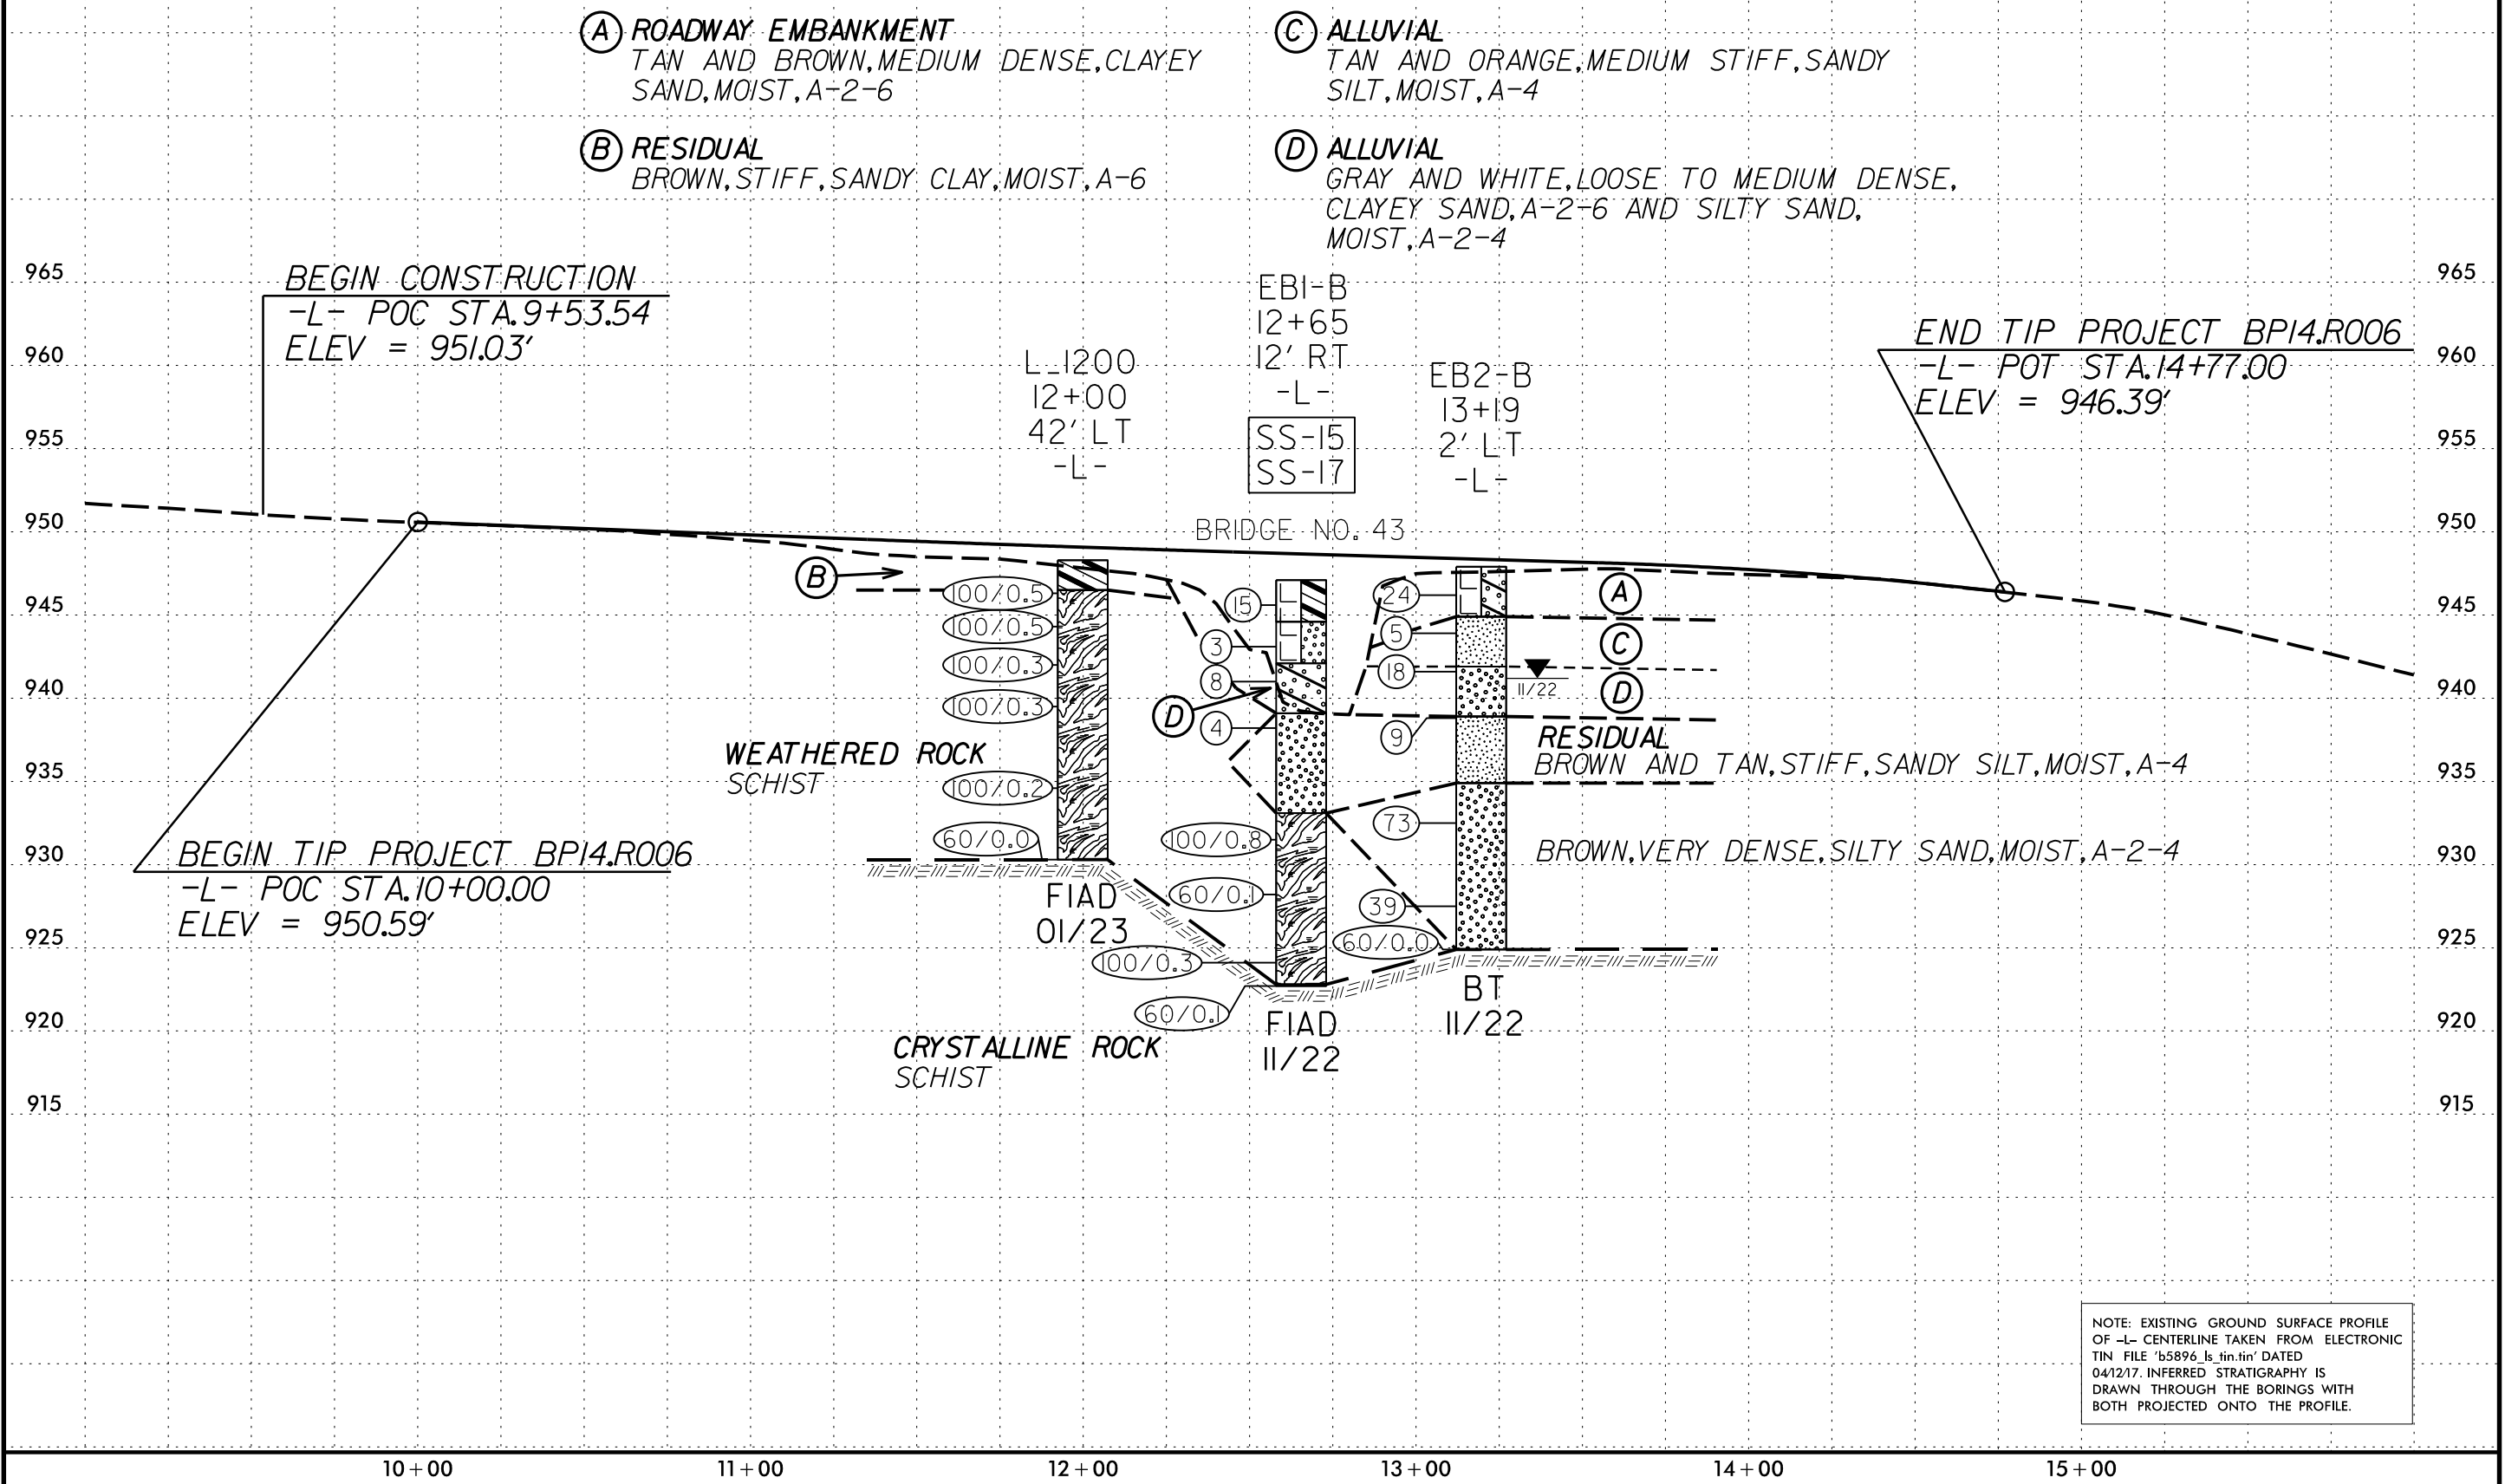 A ROADWAY EMBANKMENT
TAN AND BROWN, MEDIUM DENSE, CLAYEY
SAND, MOIST, A-2-6
B RESIDUAL
BROWN, STIFF, SANDY CLAY, MOIST, A-6
C ALLUVIAL
TAN AND ORANGE, MEDIUM STIFF, SANDY
SILT, MOIST, A-4
D ALLUVIAL
GRAY AND WHITE, LOOSE TO MEDIUM DENSE,
CLAYEY SAND, A-2-6 AND SILTY SAND,
MOIST, A-2-4
965
960
955
950
945
940
935
930
925
920
915
BEGIN CONSTRUCTION
-L- POC STA. 9+53.54
ELEV = 951.03'
L_1200
12+00
42' LT
-L-
EB1-B
12+65
12' RT
-L-
SS-15
SS-17
EB2-B
13+19
2' LT
-L-
END TIP PROJECT BP14.R006
-L- POT STA. 14+77.00
ELEV = 946.39'
BRIDGE NO. 43
B
100/0.5
100/0.5
100/0.3
100/0.3
100/0.2
60/0.0
15
3
8
D
4
100/0.8
60/0.1
100/0.3
60/0.1
24
5
18
9
73
39
60/0.0
A
C
D
11/22
WEATHERED ROCK
SCHIST
RESIDUAL
BROWN AND TAN, STIFF, SANDY SILT, MOIST, A-4
BROWN, VERY DENSE, SILTY SAND, MOIST, A-2-4
BEGIN TIP PROJECT BP14.R006
-L- POC STA. 10+00.00
ELEV = 950.59'
FIAD
01/23
FIAD
11/22
BT
11/22
CRYSTALLINE ROCK
SCHIST
965
960
955
950
945
940
935
930
925
920
915
NOTE: EXISTING GROUND SURFACE PROFILE
OF -L- CENTERLINE TAKEN FROM ELECTRONIC
TIN FILE 'b5896_ls_tin.tin' DATED
04/12/17. INFERRED STRATIGRAPHY IS
DRAWN THROUGH THE BORINGS WITH
BOTH PROJECTED ONTO THE PROFILE.
10+00
11+00
12+00
13+00
14+00
15+00